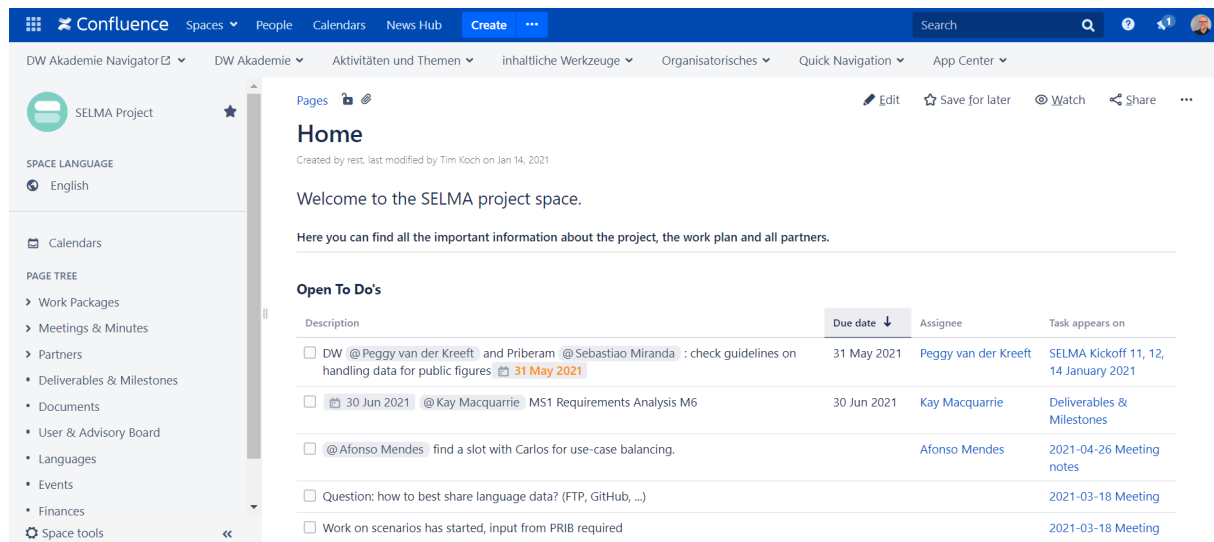 Confluence Spaces People Calendars News Hub Create ··· Search 1
DW Akademie Navigator DW Akademie Aktivitäten und Themen inhaltliche Werkzeuge Organisatorisches Quick Navigation App Center
SELMA Project
SPACE LANGUAGE
English
Calendars
PAGE TREE
Work Packages
Meetings & Minutes
Partners
Deliverables & Milestones
Documents
User & Advisory Board
Languages
Events
Finances
Space tools
Pages Edit Save for later Watch Share ···
Home
Created by rest, last modified by Tim Koch on Jan 14, 2021
Welcome to the SELMA project space.
Here you can find all the important information about the project, the work plan and all partners.
Open To Do's
Description Due date Assignee Task appears on
DW @Peggy van der Kreeft and Priberam @Sebastiao Miranda : check guidelines on
handling data for public figures 31 May 2021
31 May 2021 Peggy van der Kreeft SELMA Kickoff 11, 12,
14 January 2021
30 Jun 2021 @Kay Macquarrie MS1 Requirements Analysis M6 30 Jun 2021 Kay Macquarrie Deliverables &
Milestones
@Afonso Mendes find a slot with Carlos for use-case balancing. Afonso Mendes 2021-04-26 Meeting
notes
Question: how to best share language data? (FTP, GitHub, ...) 2021-03-18 Meeting
Work on scenarios has started, input from PRIB required 2021-03-18 Meeting